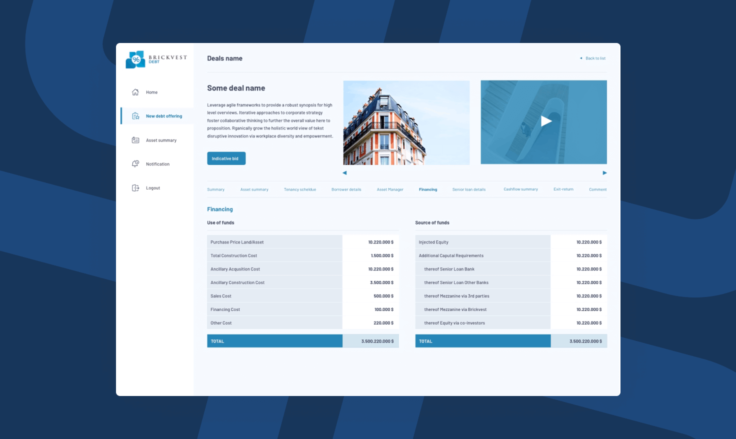 BRICKVEST
DEBT
Deals name
Back to list
Home
New debt offering
Asset summary
Notification
Logout
Some deal name
Leverage agile frameworks to provide a robust synopsis for high
level overviews. Iterative approaches to corporate strategy
foster collaborative thinking to further the overall value here to
proposition. Rganically grow the holistic world view of tekst
disruptive innovation via workplace diversity and empowerment.
Indicative bid
Summary Asset summary Tenancy schedule Borrower details Asset Manager Financing Senior loan details Cashflow summary Exit values Comment
Financing
Use of funds
Purchase Price Land/Asset 10.220.000 $
Total Construction Cost 1.500.000 $
Ancillary Acquisition Cost 10.220.000 $
Ancillary Construction Cost 3 500.000 $
Sales Cost 500.000 $
Financing Cost 100.000 $
Other Cost 220.000 $
TOTAL 3.500.220.000 $
Source of funds
Injected Equity 10.220.000 $
Additional Capital Requirements 10.220.000 $
thereof Senior Loan Bank 10.220.000 $
thereof Senior Loan Other Banks 10.220.000 $
thereof Mezzanine via 3rd parties 10.220.000 $
thereof Mezzanine via Brickvest 10.220.000 $
thereof Equity via co-investors 10.220.000 $
TOTAL 3.500.220.000 $